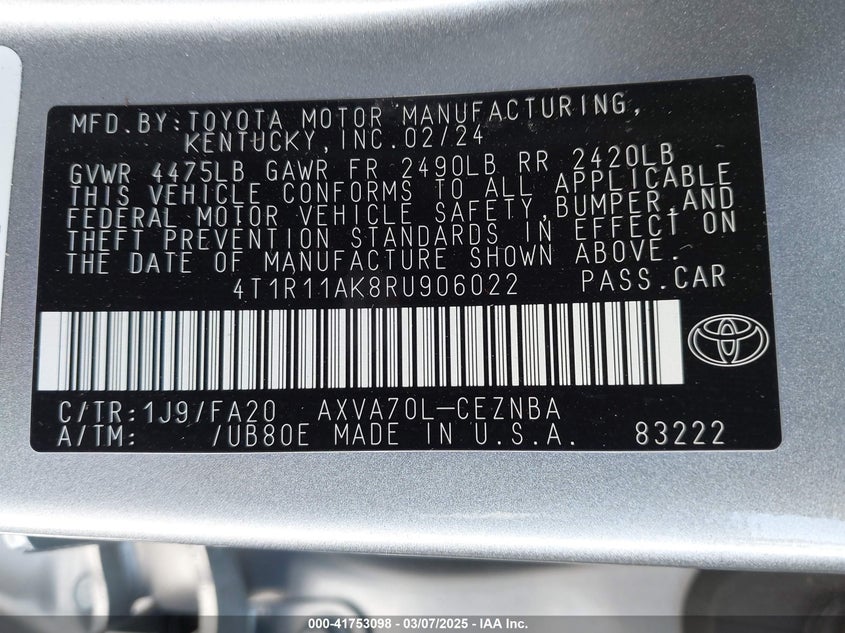 MFD.BY:TOYOTA MOTOR MANUFACTURING,
KENTUCKY,INC.02/24
GVWR 4475LB GAWR FR 2490LB RR 2420LB
THIS VEHICLE CONFORMS TO ALL APPLICABLE
FEDERAL MOTOR VEHICLE SAFETY,BUMPER,AND
THEFT PREVENTION STANDARDS IN EFFECT ON
THE DATE OF MANUFACTURE SHOWN ABOVE.
4T1R11AK8RU906022 PASS.CAR
C/TR:1J9/FA20 AXVA70L-CEZNBA
A/TM: /UB80E MADE IN U.S.A. 83222
000-41753098 - 03/07/2025 - IAA Inc.